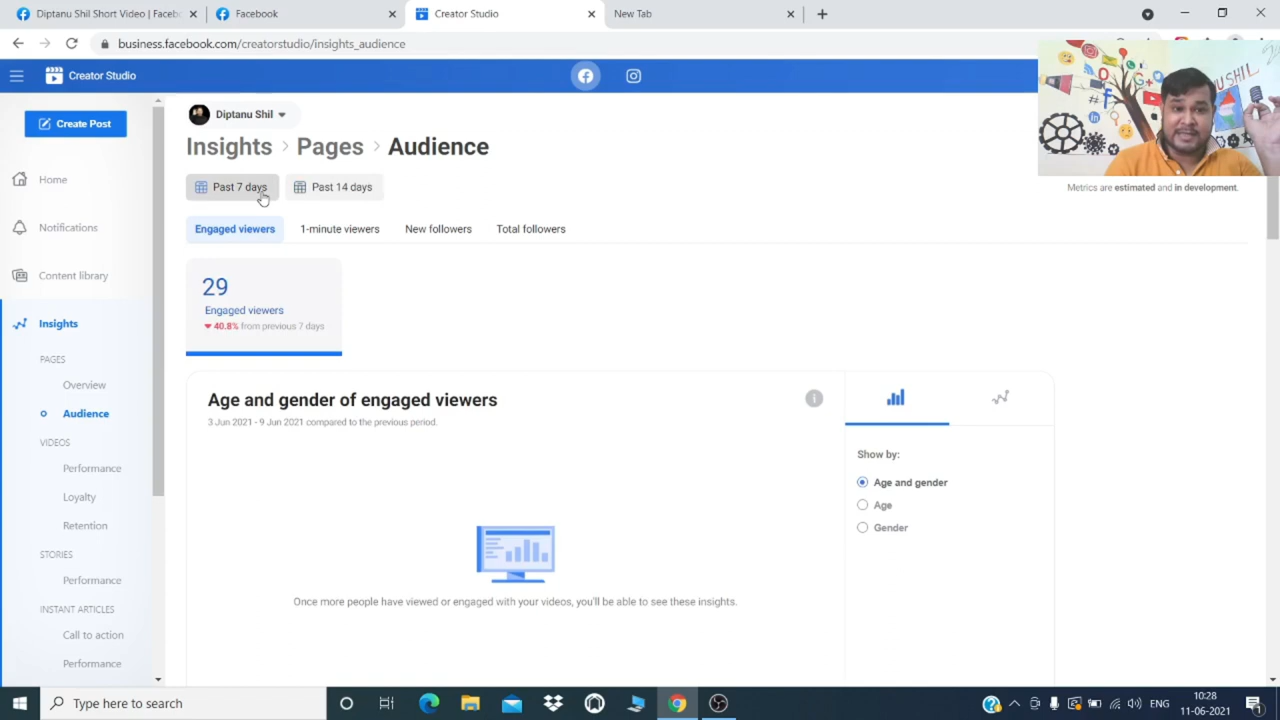 Diptanu Shil Short Video | Faceb
Facebook
Creator Studio
New Tab
business.facebook.com/creatorstudio/insights_audience
Creator Studio
Create Post
Home
Notifications
Content library
Insights
PAGES
Overview
Audience
VIDEOS
Performance
Loyalty
Retention
STORIES
Performance
INSTANT ARTICLES
Call to action
Performance
Diptanu Shil
Insights > Pages > Audience
Past 7 days
Past 14 days
Metrics are estimated and in development.
Engaged viewers
1-minute viewers
New followers
Total followers
29
Engaged viewers
40.8% from previous 7 days
Age and gender of engaged viewers
3 Jun 2021 - 9 Jun 2021 compared to the previous period.
Once more people have viewed or engaged with your videos, you'll be able to see these insights.
Show by:
Age and gender
Age
Gender
Type here to search
ENG
10:28
11-06-2021